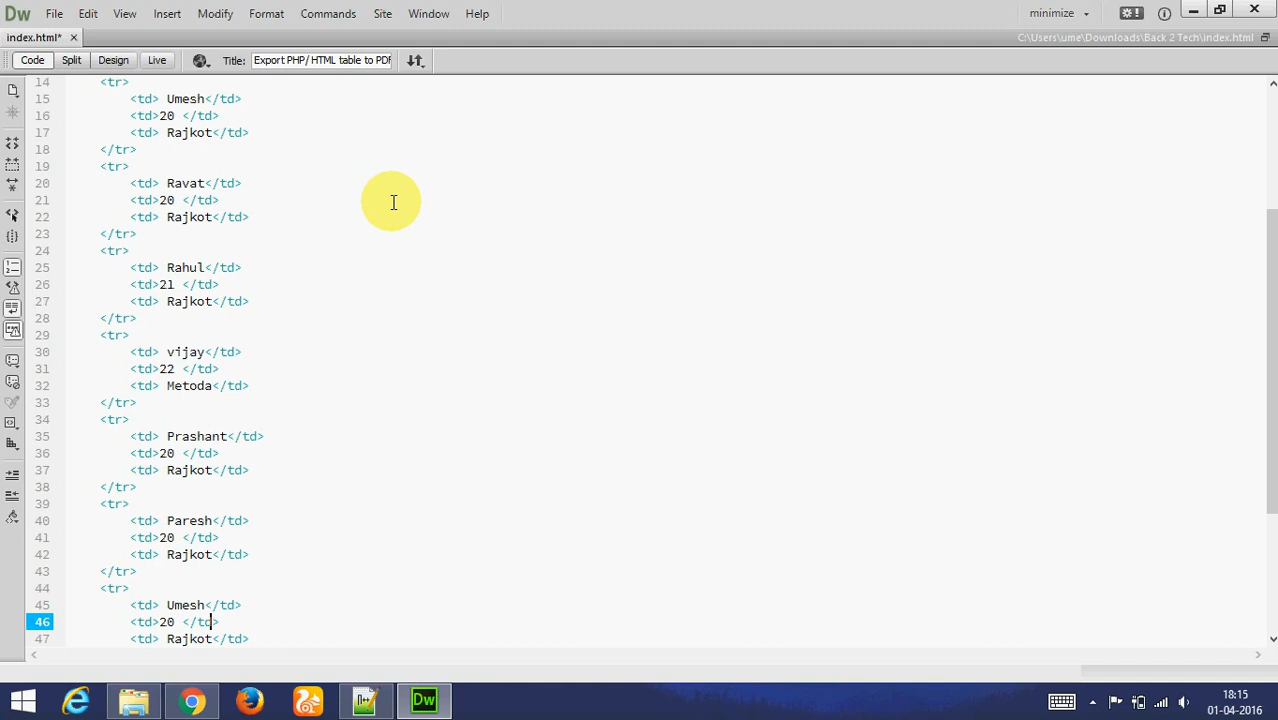 Dw File Edit View Insert Modify Format Commands Site Window Help minimize
index.html* C:\Users\ume\Downloads\Back 2 Tech\index.html
Code Split Design Live Title: Export PHP/ HTML table to PDF
14 <tr>
15 <td> Umesh</td>
16 <td>20 </td>
17 <td> Rajkot</td>
18 </tr>
19 <tr>
20 <td> Ravat</td>
21 <td>20 </td>
22 <td> Rajkot</td>
23 </tr>
24 <tr>
25 <td> Rahul</td>
26 <td>21 </td>
27 <td> Rajkot</td>
28 </tr>
29 <tr>
30 <td> vijay</td>
31 <td>22 </td>
32 <td> Metoda</td>
33 </tr>
34 <tr>
35 <td> Prashant</td>
36 <td>20 </td>
37 <td> Rajkot</td>
38 </tr>
39 <tr>
40 <td> Paresh</td>
41 <td>20 </td>
42 <td> Rajkot</td>
43 </tr>
44 <tr>
45 <td> Umesh</td>
46 <td>20 </td>
47 <td> Rajkot</td>
Dw 18:15
01-04-2016